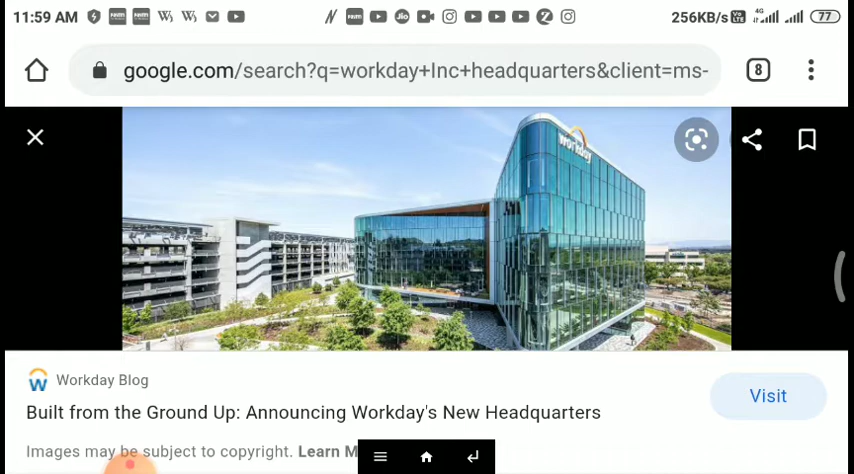 11:59 AM
256KB/s
4G
77
google.com/search?q=workday+Inc+headquarters&client=ms-
8
workday
Workday Blog
Built from the Ground Up: Announcing Workday's New Headquarters
Visit
Images may be subject to copyright. Learn M